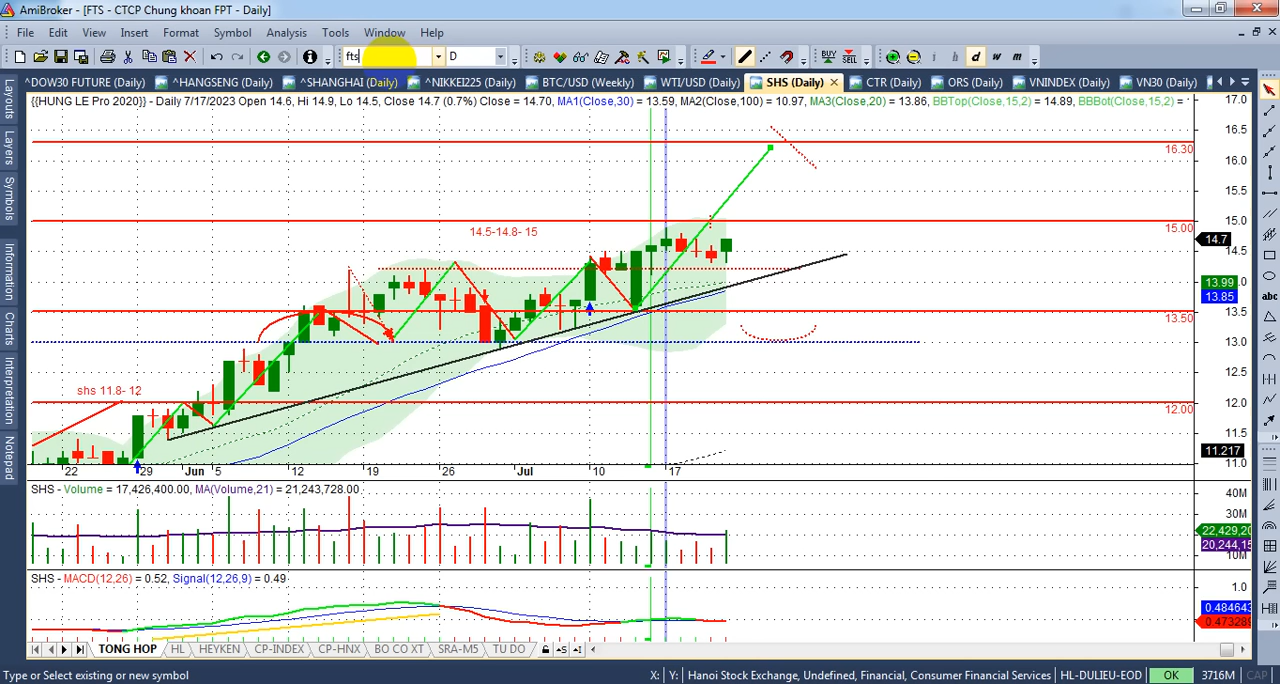 AmiBroker - [FTS - CTCP Chung khoan FPT - Daily]
File Edit View Insert Format Symbol Analysis Tools Window Help
fts D i h d w m BUY SELL
^DOW30 FUTURE (Daily) ^HANGSENG (Daily) ^SHANGHAI (Daily) ^NIKKEI225 (Daily) BTC/USD (Weekly) WTI/USD (Daily) SHS (Daily) CTR (Daily) ORS (Daily) VNINDEX (Daily) VN30 (Daily)
{{HUNG LE Pro 2020}} - Daily 7/17/2023 Open 14.6, Hi 14.9, Lo 14.5, Close 14.7 (0.7%) Close = 14.70, MA1(Close,30) = 13.59, MA2(Close,100) = 10.97, MA3(Close,20) = 13.86, BBTop(Close,15,2) = 14.89, BBBot(Close,15,2) =
Layouts
Layers
Symbols
Information
Charts
Interpretation
Notepad
17.0
16.5
16.30
16.0
15.5
15.0
15.00
14.5-14.8- 15
14.7
14.5
13.99
13.85
13.50
13.5
13.0
12.5
shs 11.8- 12
12.0
12.00
11.5
11.217
11.0
22 29 Jun 5 12 19 26 Jul 10 17
SHS - Volume = 17,426,400.00, MA(Volume,21) = 21,243,728.00
40M
30M
22,429,20
20,244,15
10M
SHS - MACD(12,26) = 0.52, Signal(12,26,9) = 0.49
1.0
0.484643
0.473289
abc
TONG HOP HL HEYKEN CP-INDEX CP-HNX BO CO XT SRA-M5 TU DO
Type or Select existing or new symbol X: Y: Hanoi Stock Exchange, Undefined, Financial, Consumer Financial Services HL-DULIEU-EOD OK 3716M CAP